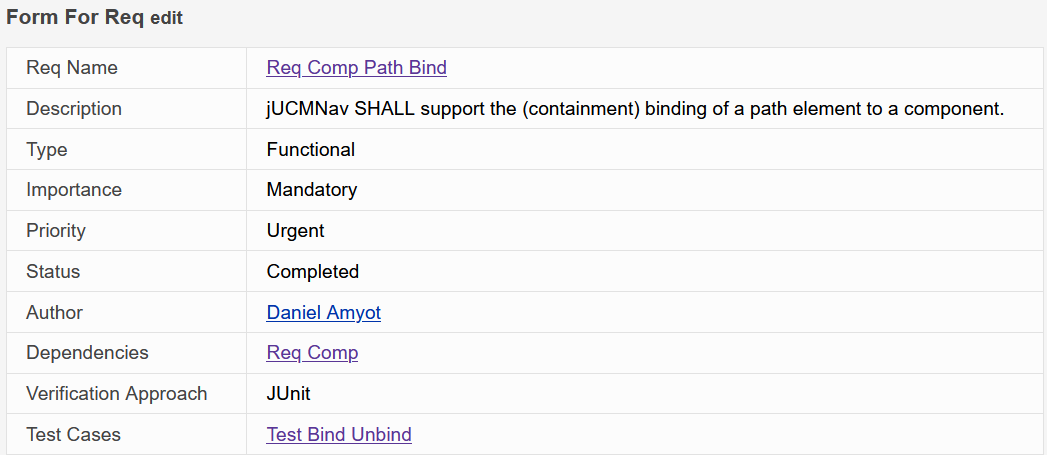 Form For Req edit
Req Name Req Comp Path Bind
Description jUCMNav SHALL support the (containment) binding of a path element to a component.
Type Functional
Importance Mandatory
Priority Urgent
Status Completed
Author Daniel Amyot
Dependencies Req Comp
Verification Approach JUnit
Test Cases Test Bind Unbind